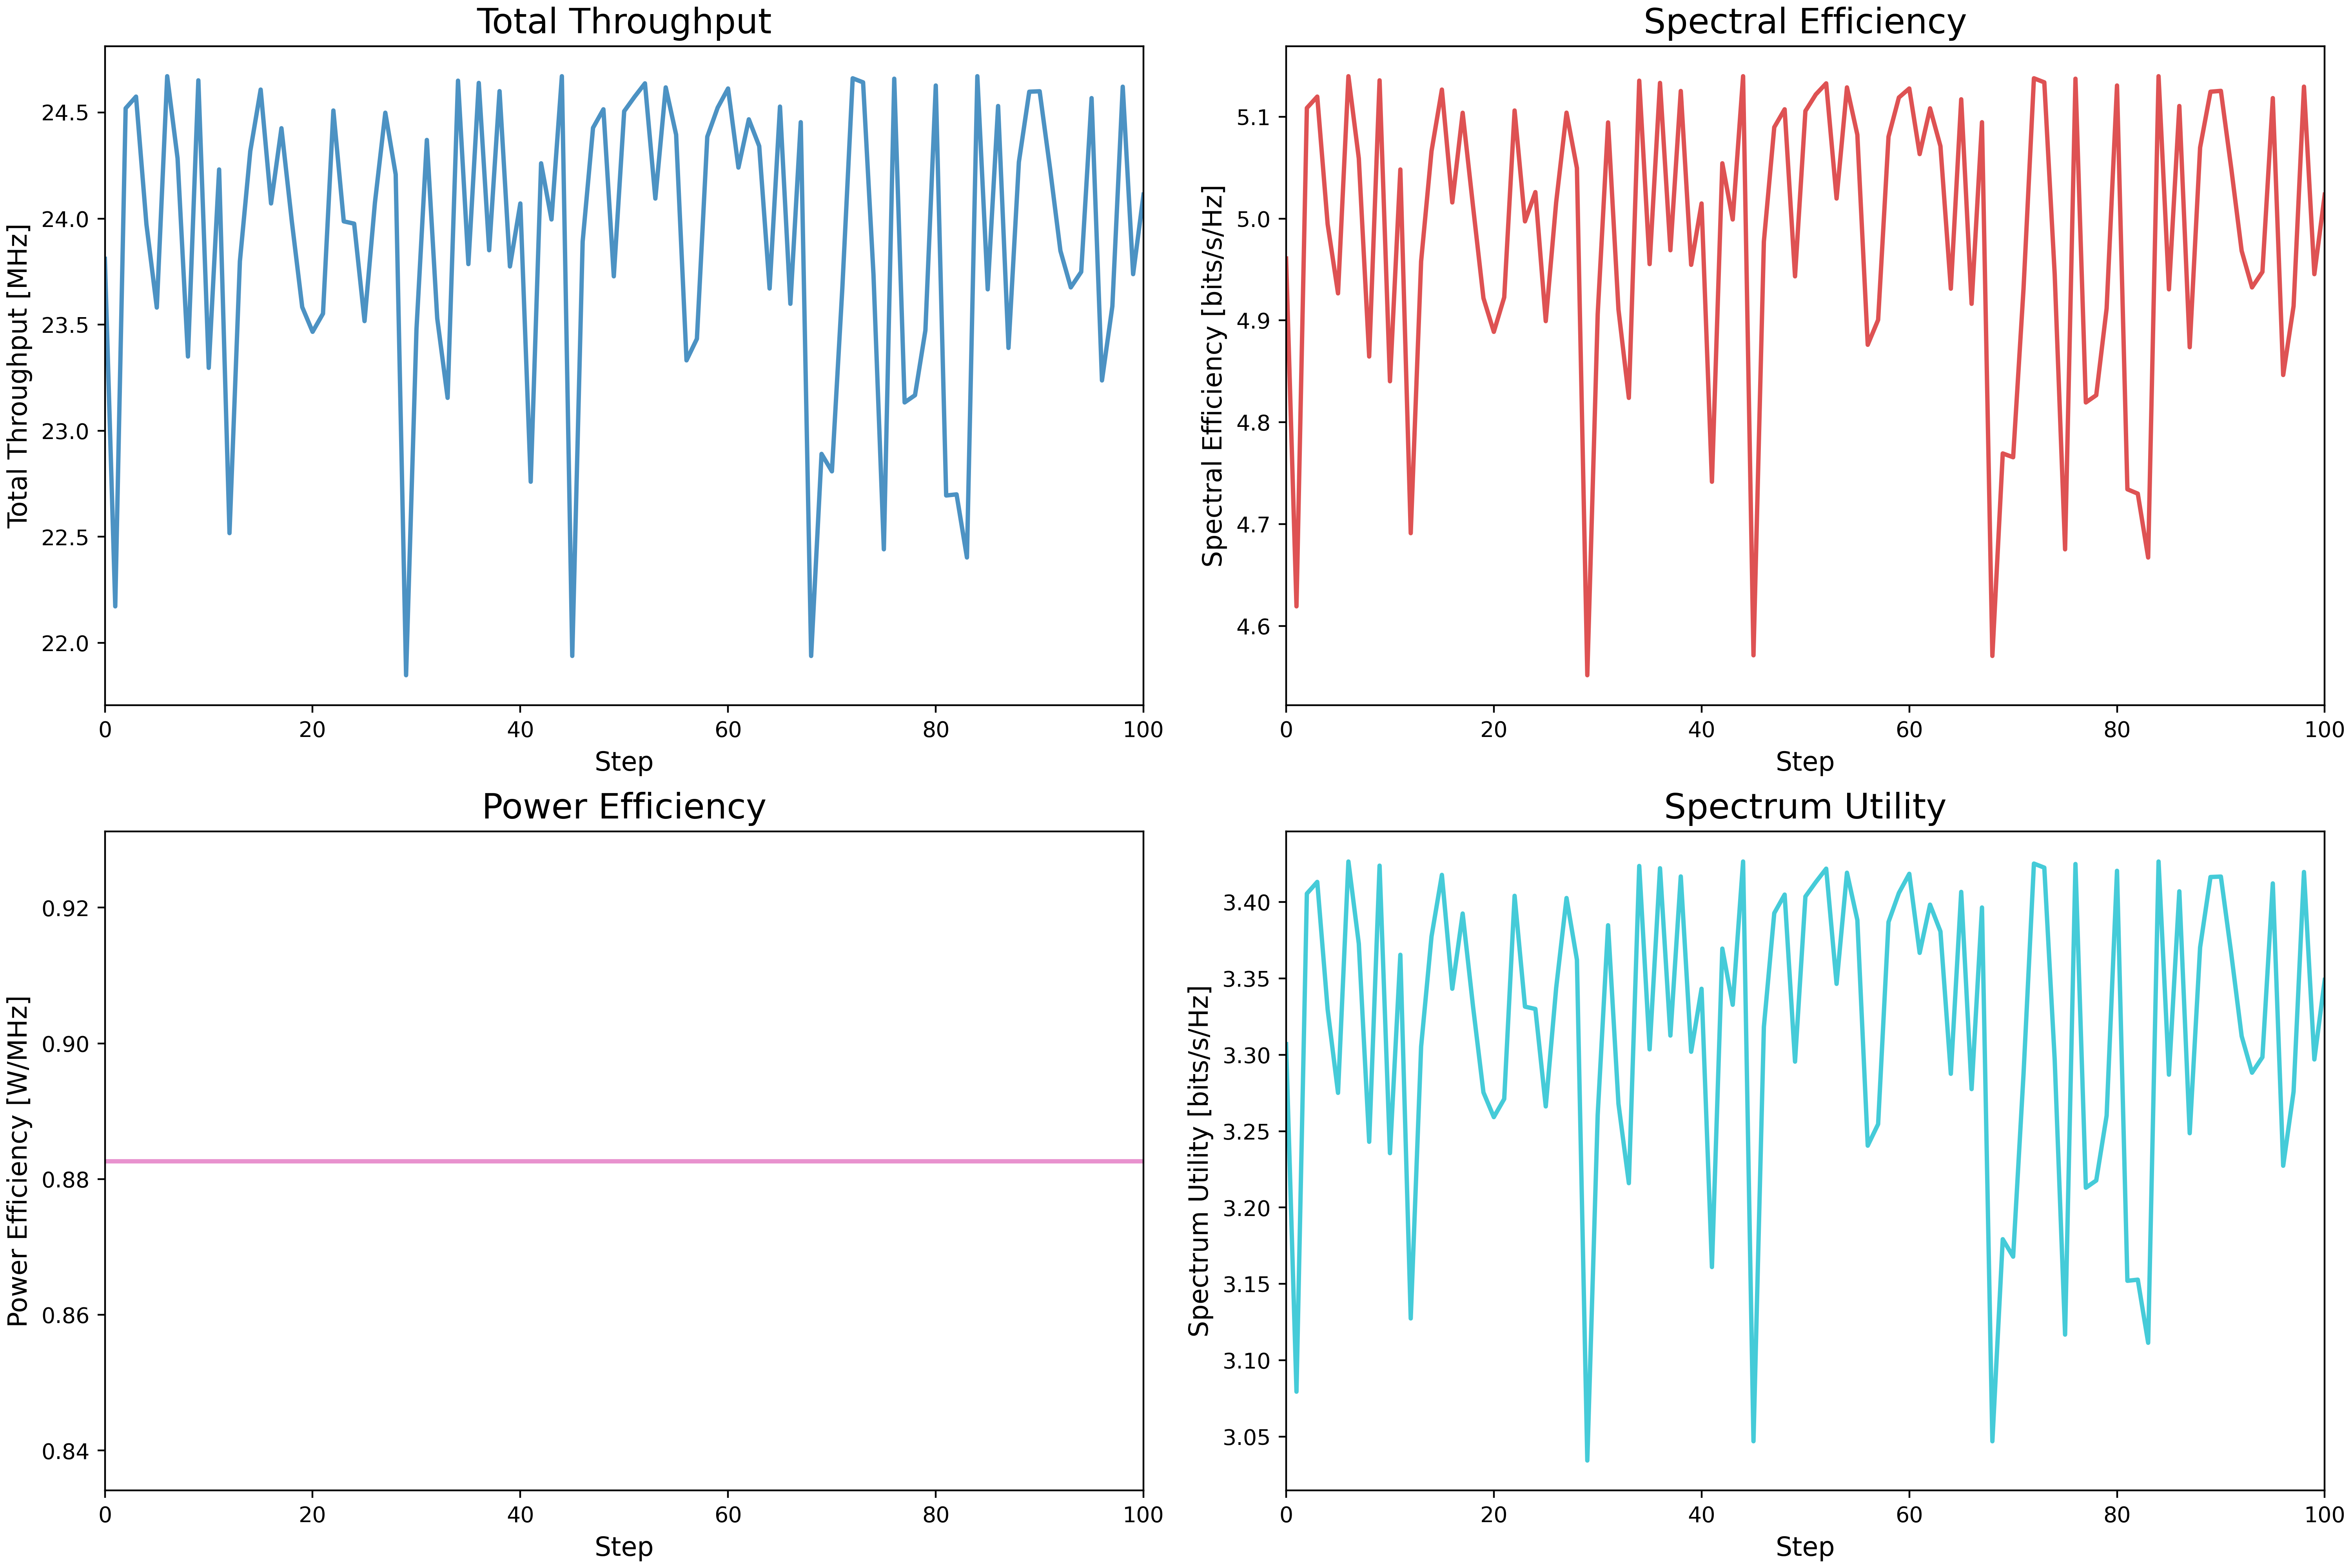 Total Throughput
Total Throughput [MHz]
24.5
24.0
23.5
23.0
22.5
22.0
0 20 40 60 80 100
Step
Spectral Efficiency
Spectral Efficiency [bits/s/Hz]
5.1
5.0
4.9
4.8
4.7
4.6
0 20 40 60 80 100
Step
Power Efficiency
Power Efficiency [W/MHz]
0.92
0.90
0.88
0.86
0.84
0 20 40 60 80 100
Step
Spectrum Utility
Spectrum Utility [bits/s/Hz]
3.40
3.35
3.30
3.25
3.20
3.15
3.10
3.05
0 20 40 60 80 100
Step